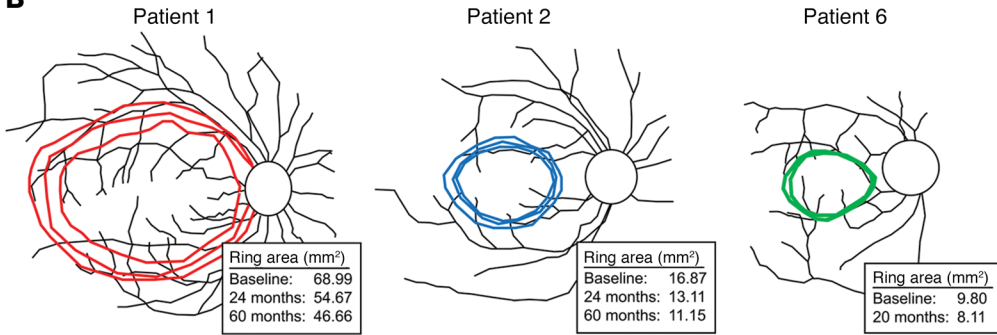 B
Patient 1
Patient 2
Patient 6
Ring area (mm²)
Baseline: 68.99
24 months: 54.67
60 months: 46.66
Ring area (mm²)
Baseline: 16.87
24 months: 13.11
60 months: 11.15
Ring area (mm²)
Baseline: 9.80
20 months: 8.11